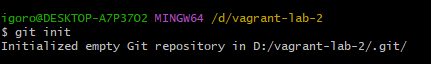 igoro@DESKTOP-A7P37O2 MINGW64 /d/vagrant-lab-2
$ git init
Initialized empty Git repository in D:/vagrant-lab-2/.git/